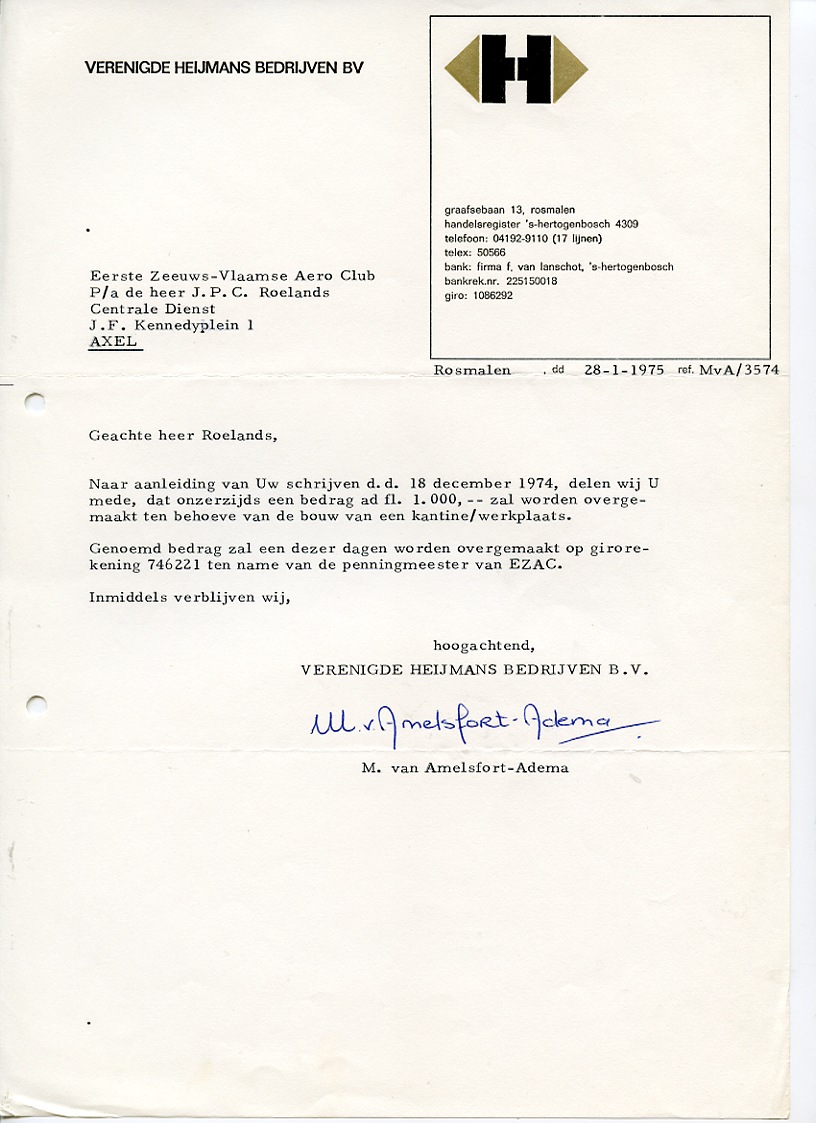 VERENIGDE HEIJMANS BEDRIJVEN BV
H
graafsebaan 13, rosmalen
handelsregister 's-hertogenbosch 4309
telefoon: 04192-9110 (17 lijnen)
telex: 50566
bank: firma f. van lanschot, 's-hertogenbosch
bankrek.nr. 225150018
giro: 1086292
Eerste Zeeuws-Vlaamse Aero Club
P/a de heer J.P.C. Roelands
Centrale Dienst
J.F. Kennedyplein 1
AXEL
Rosmalen , dd 28-1-1975 ref. MvA/3574
Geachte heer Roelands,
Naar aanleiding van Uw schrijven d.d. 18 december 1974, delen wij U
mede, dat onzerzijds een bedrag ad fl. 1.000,-- zal worden overge-
maakt ten behoeve van de bouw van een kantine/werkplaats.
Genoemd bedrag zal een dezer dagen worden overgemaakt op girore-
kening 746221 ten name van de penningmeester van EZAC.
Inmiddels verblijven wij,
hoogachtend,
VERENIGDE HEIJMANS BEDRIJVEN B.V.
M. v. Amelsfort-Adema
M. van Amelsfort-Adema